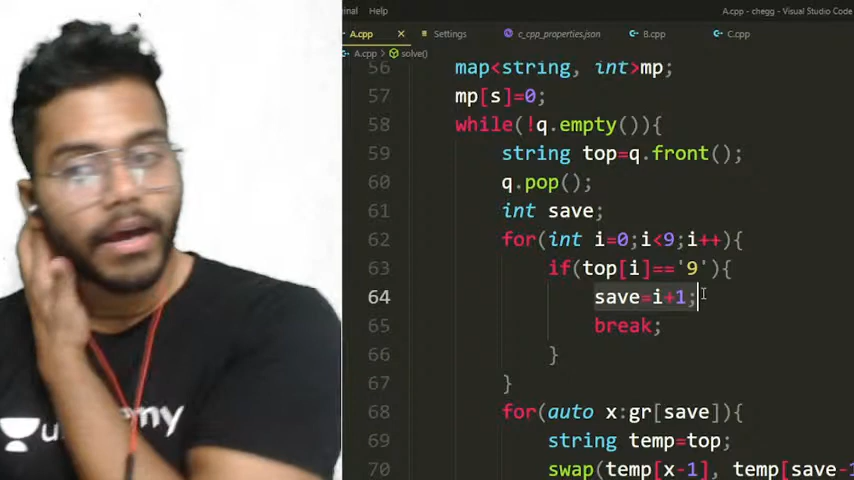 minal Help
A.cpp - chegg - Visual Studio Code
A.cpp × Settings c_cpp_properties.json B.cpp C.cpp
A.cpp > solve()
56 map<string, int>mp;
57 mp[s]=0;
58 while(!q.empty()){
59 string top=q.front();
60 q.pop();
61 int save;
62 for(int i=0;i<9;i++){
63 if(top[i]=='9'){
64 save=i+1;
65 break;
66 }
67 }
68 for(auto x:gr[save]){
69 string temp=top;
70 swap(temp[x-1], temp[save-1